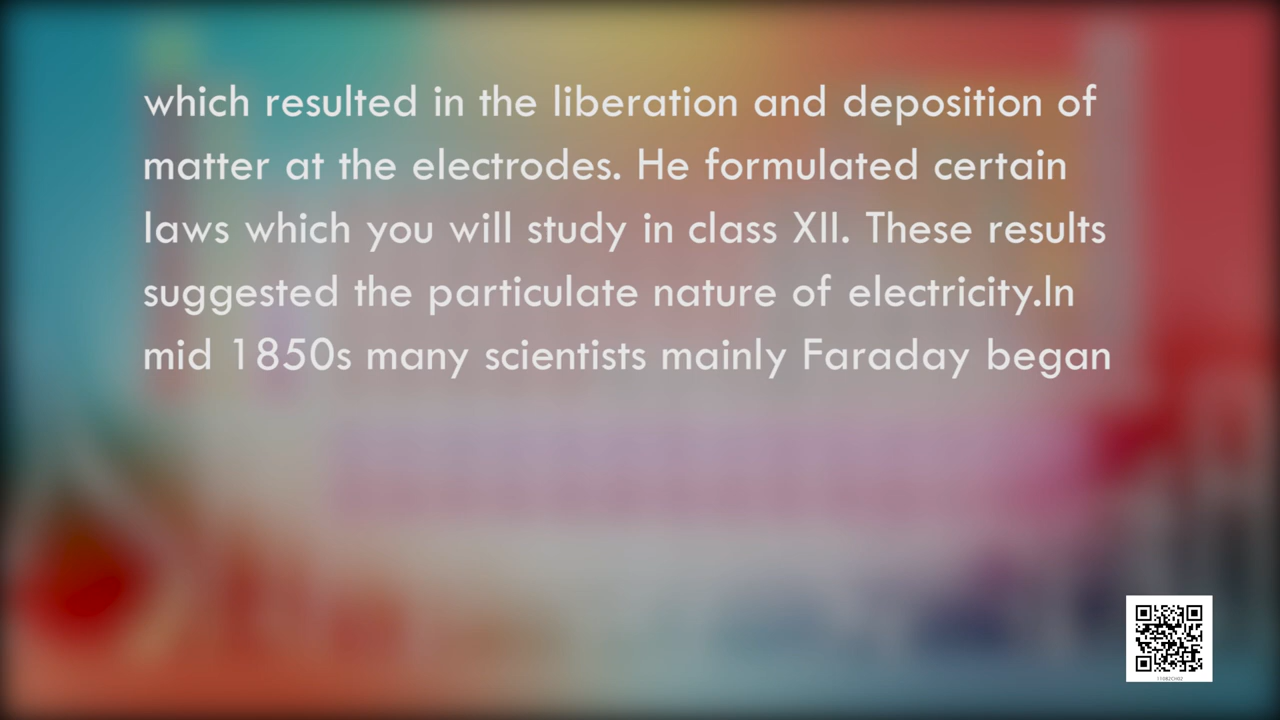 which resulted in the liberation and deposition of
matter at the electrodes. He formulated certain
laws which you will study in class XII. These results
suggested the particulate nature of electricity.In
mid 1850s many scientists mainly Faraday began